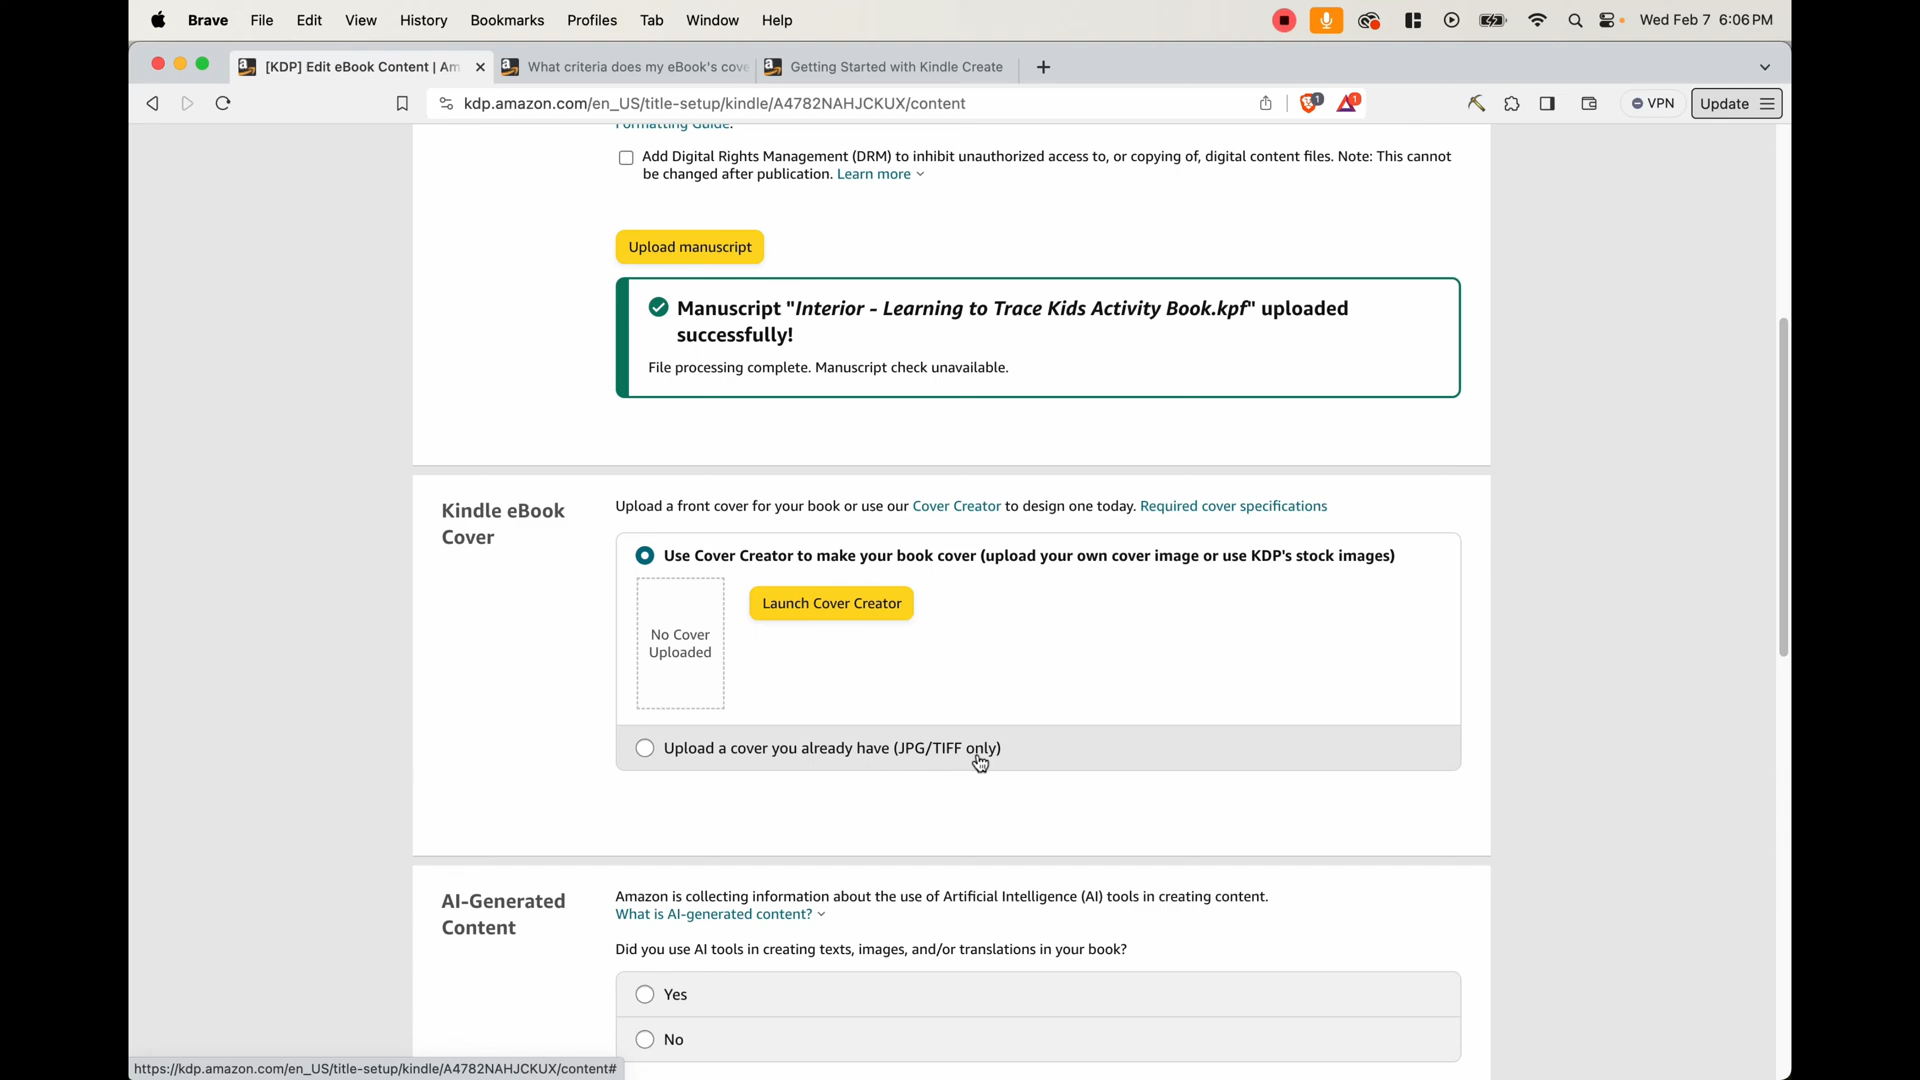 Brave File Edit View History Bookmarks Profiles Tab Window Help Wed Feb 7 6:06 PM
[KDP] Edit eBook Content | Am What criteria does my eBook's cove Getting Started with Kindle Create
kdp.amazon.com/en_US/title-setup/kindle/A4782NAHJCKUX/content 1 1 VPN Update
Formatting Guide.
Add Digital Rights Management (DRM) to inhibit unauthorized access to, or copying of, digital content files. Note: This cannot
be changed after publication. Learn more
Upload manuscript
Manuscript "Interior - Learning to Trace Kids Activity Book.kpf" uploaded
successfully!
File processing complete. Manuscript check unavailable.
Kindle eBook
Cover
Upload a front cover for your book or use our Cover Creator to design one today. Required cover specifications
Use Cover Creator to make your book cover (upload your own cover image or use KDP's stock images)
No Cover
Uploaded
Launch Cover Creator
Upload a cover you already have (JPG/TIFF only)
AI-Generated
Content
Amazon is collecting information about the use of Artificial Intelligence (AI) tools in creating content.
What is AI-generated content?
Did you use AI tools in creating texts, images, and/or translations in your book?
Yes
No
https://kdp.amazon.com/en_US/title-setup/kindle/A4782NAHJCKUX/content#